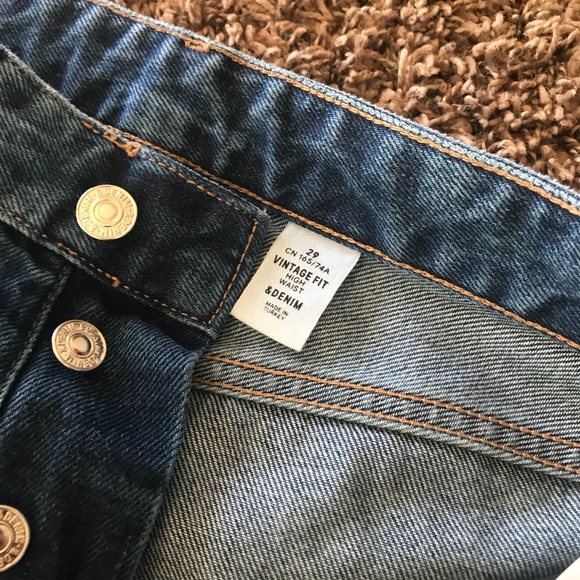 29
CN 165/74A
VINTAGE FIT
HIGH
WAIST
&DENIM
MADE IN
TURKEY